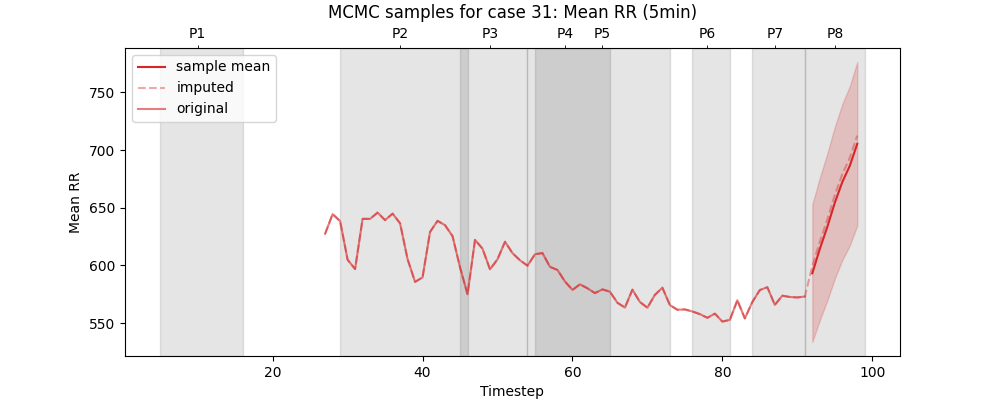 MCMC samples for case 31: Mean RR (5min)
P1 P2 P3 P4 P5 P6 P7 P8
sample mean
imputed
original
750
700
650
600
550
Mean RR
20 40 60 80 100
Timestep